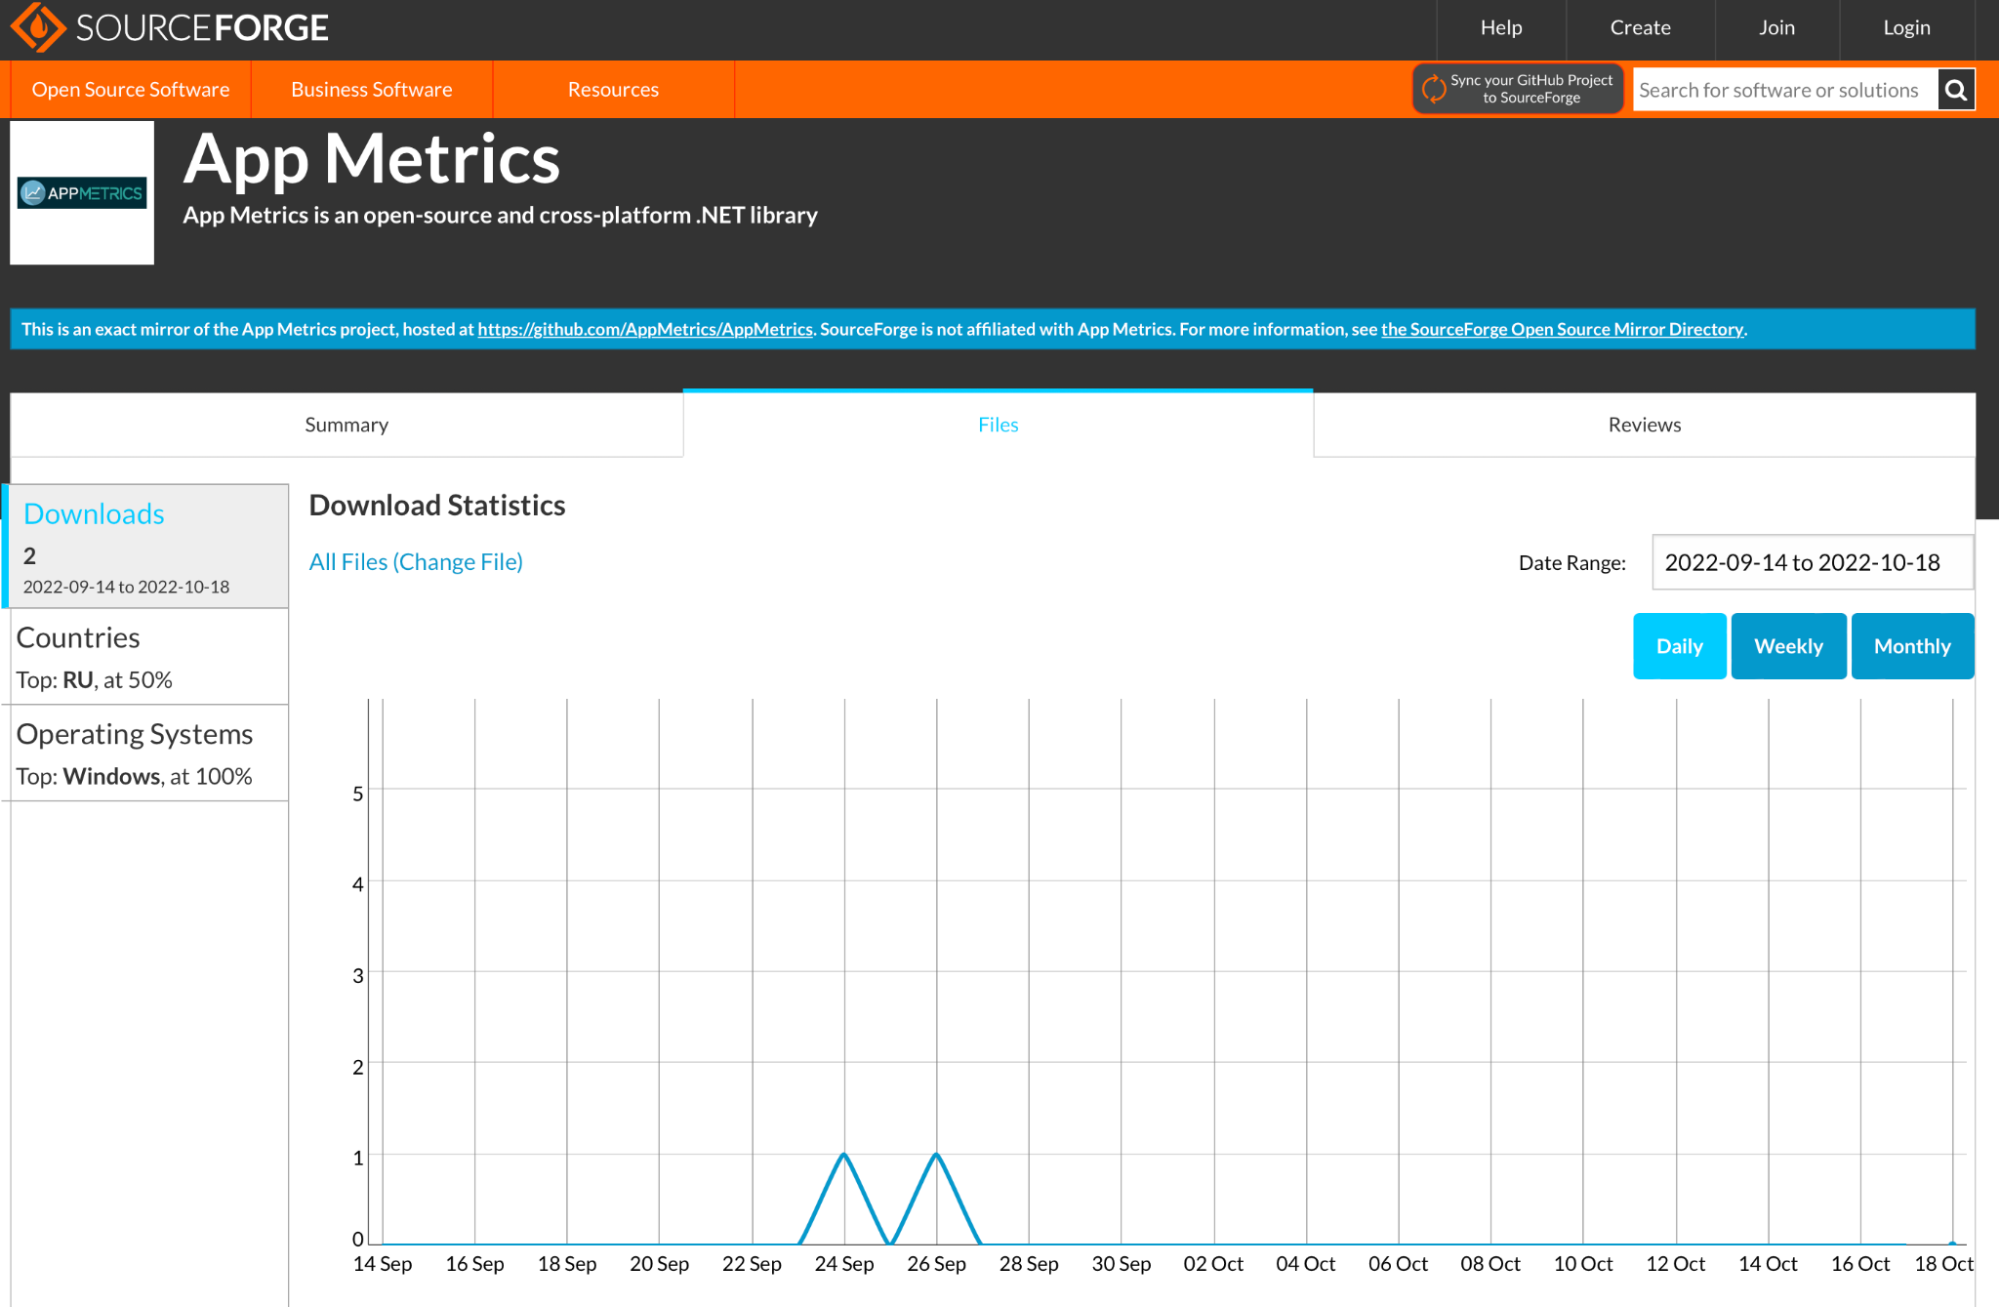 SOURCEFORGE
Help Create Join Login
Open Source Software Business Software Resources
Sync your GitHub Project
to SourceForge
Search for software or solutions
APPMETRICS
App Metrics
App Metrics is an open-source and cross-platform .NET library
This is an exact mirror of the App Metrics project, hosted at https://github.com/AppMetrics/AppMetrics. SourceForge is not affiliated with App Metrics. For more information, see the SourceForge Open Source Mirror Directory.
Summary Files Reviews
Downloads
2
2022-09-14 to 2022-10-18
Countries
Top: RU, at 50%
Operating Systems
Top: Windows, at 100%
Download Statistics
All Files (Change File)
Date Range: 2022-09-14 to 2022-10-18
Daily Weekly Monthly
5
4
3
2
1
0
14 Sep 16 Sep 18 Sep 20 Sep 22 Sep 24 Sep 26 Sep 28 Sep 30 Sep 02 Oct 04 Oct 06 Oct 08 Oct 10 Oct 12 Oct 14 Oct 16 Oct 18 Oct